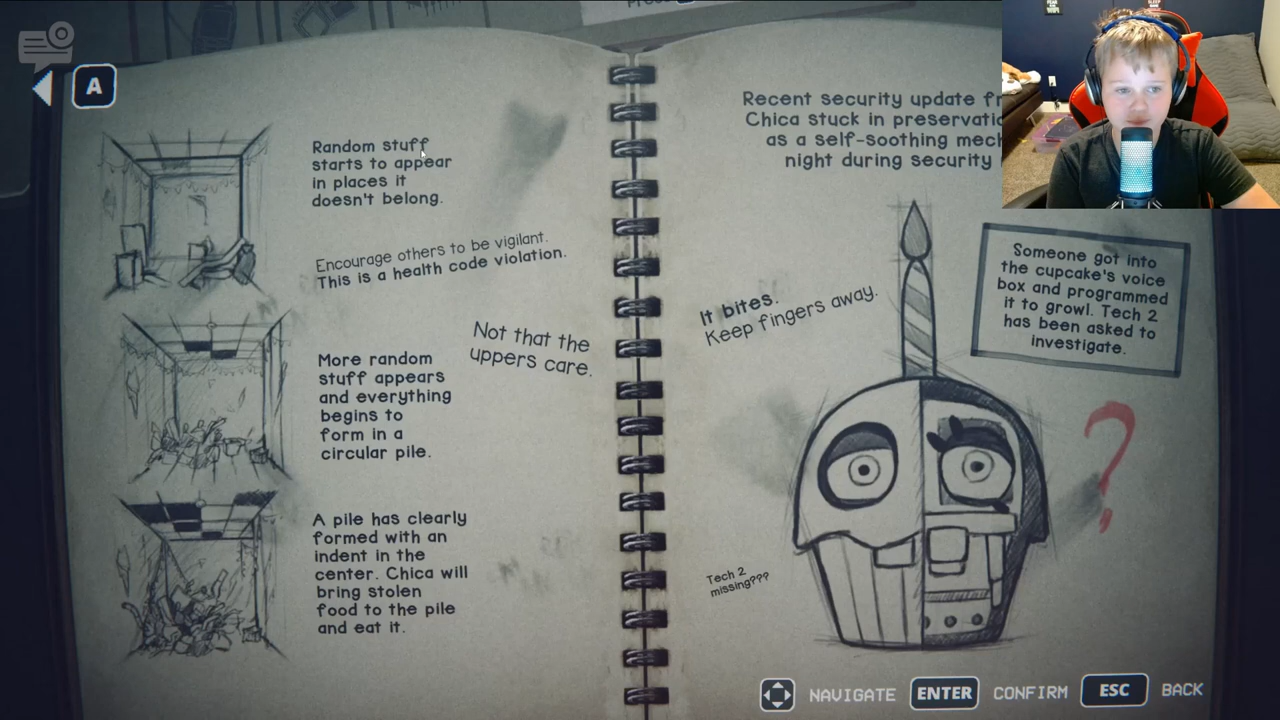 Press
A
Random stuff
starts to appear
in places it
doesn't belong.
Encourage others to be vigilant.
This is a health code violation.
Not that the
uppers care.
More random
stuff appears
and everything
begins to
form in a
circular pile.
A pile has clearly
formed with an
indent in the
center. Chica will
bring stolen
food to the pile
and eat it.
Recent security update
Chica stuck in
as a self-soothing
night during security
It bites.
Keep fingers away.
Someone got into
the cupcake's voice
box and programmed
it to growl. Tech 2
has been asked to
investigate.
?
Tech 2
missing???
NAVIGATE ENTER CONFIRM ESC BACK